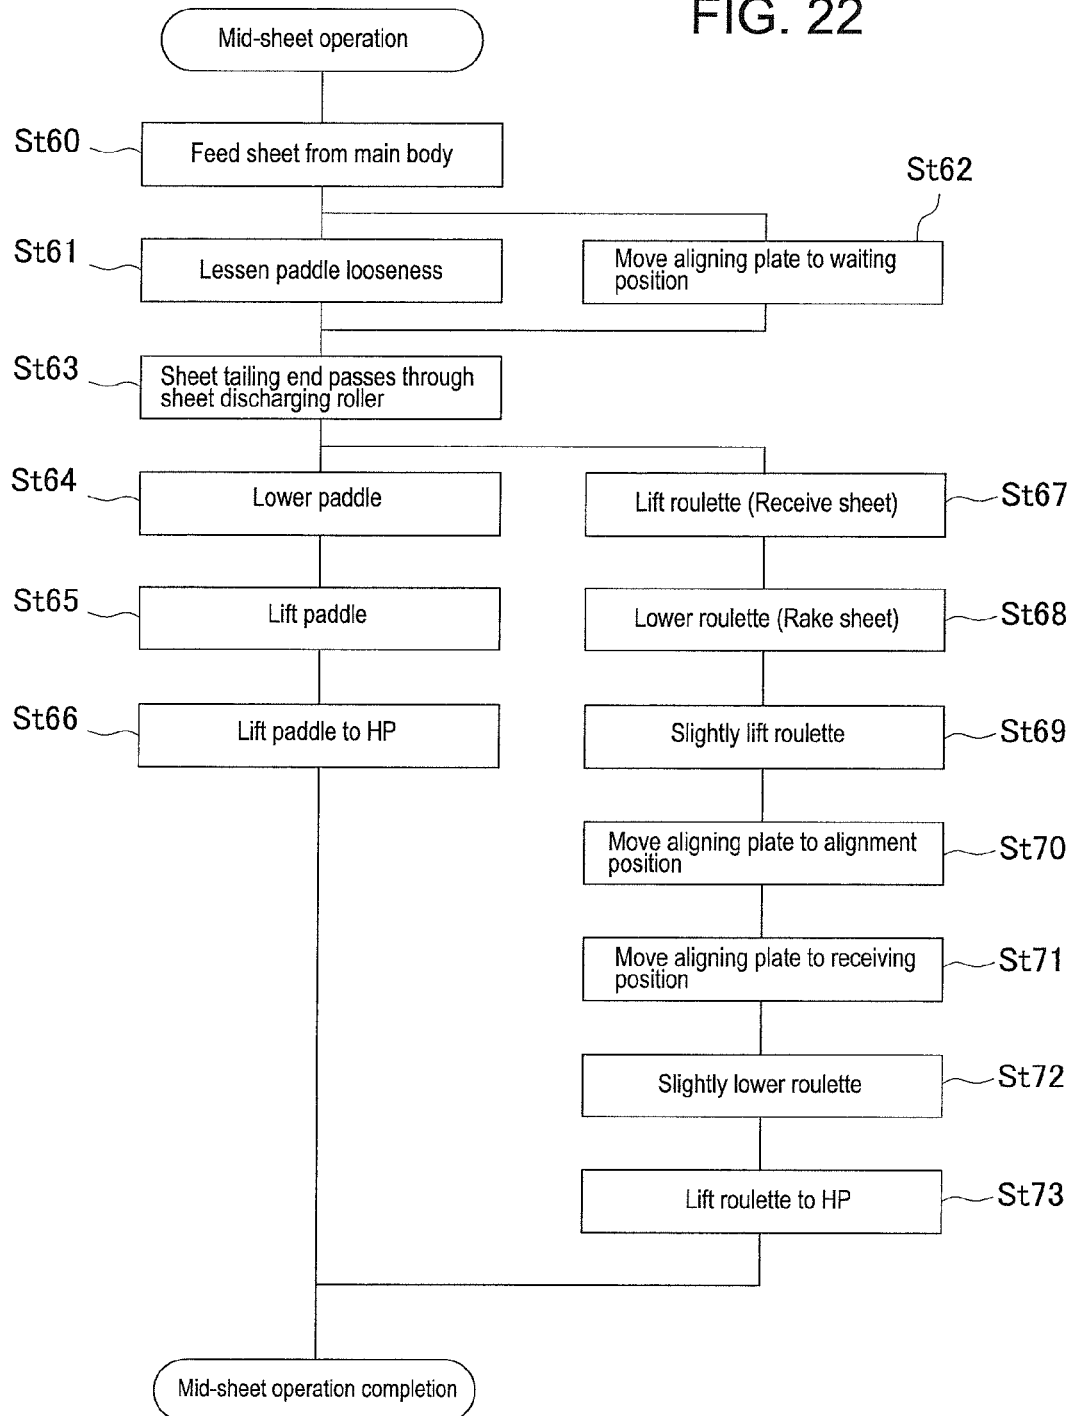 FIG. 22
Mid-sheet operation
St60
Feed sheet from main body
St62
St61
Lessen paddle looseness
Move aligning plate to waiting
position
St63
Sheet tailing end passes through
sheet discharging roller
St64
Lower paddle
Lift roulette (Receive sheet)
St67
St65
Lift paddle
Lower roulette (Rake sheet)
St68
St66
Lift paddle to HP
Slightly lift roulette
St69
Move aligning plate to alignment
position
St70
Move aligning plate to receiving
position
St71
Slightly lower roulette
St72
Lift roulette to HP
St73
Mid-sheet operation completion